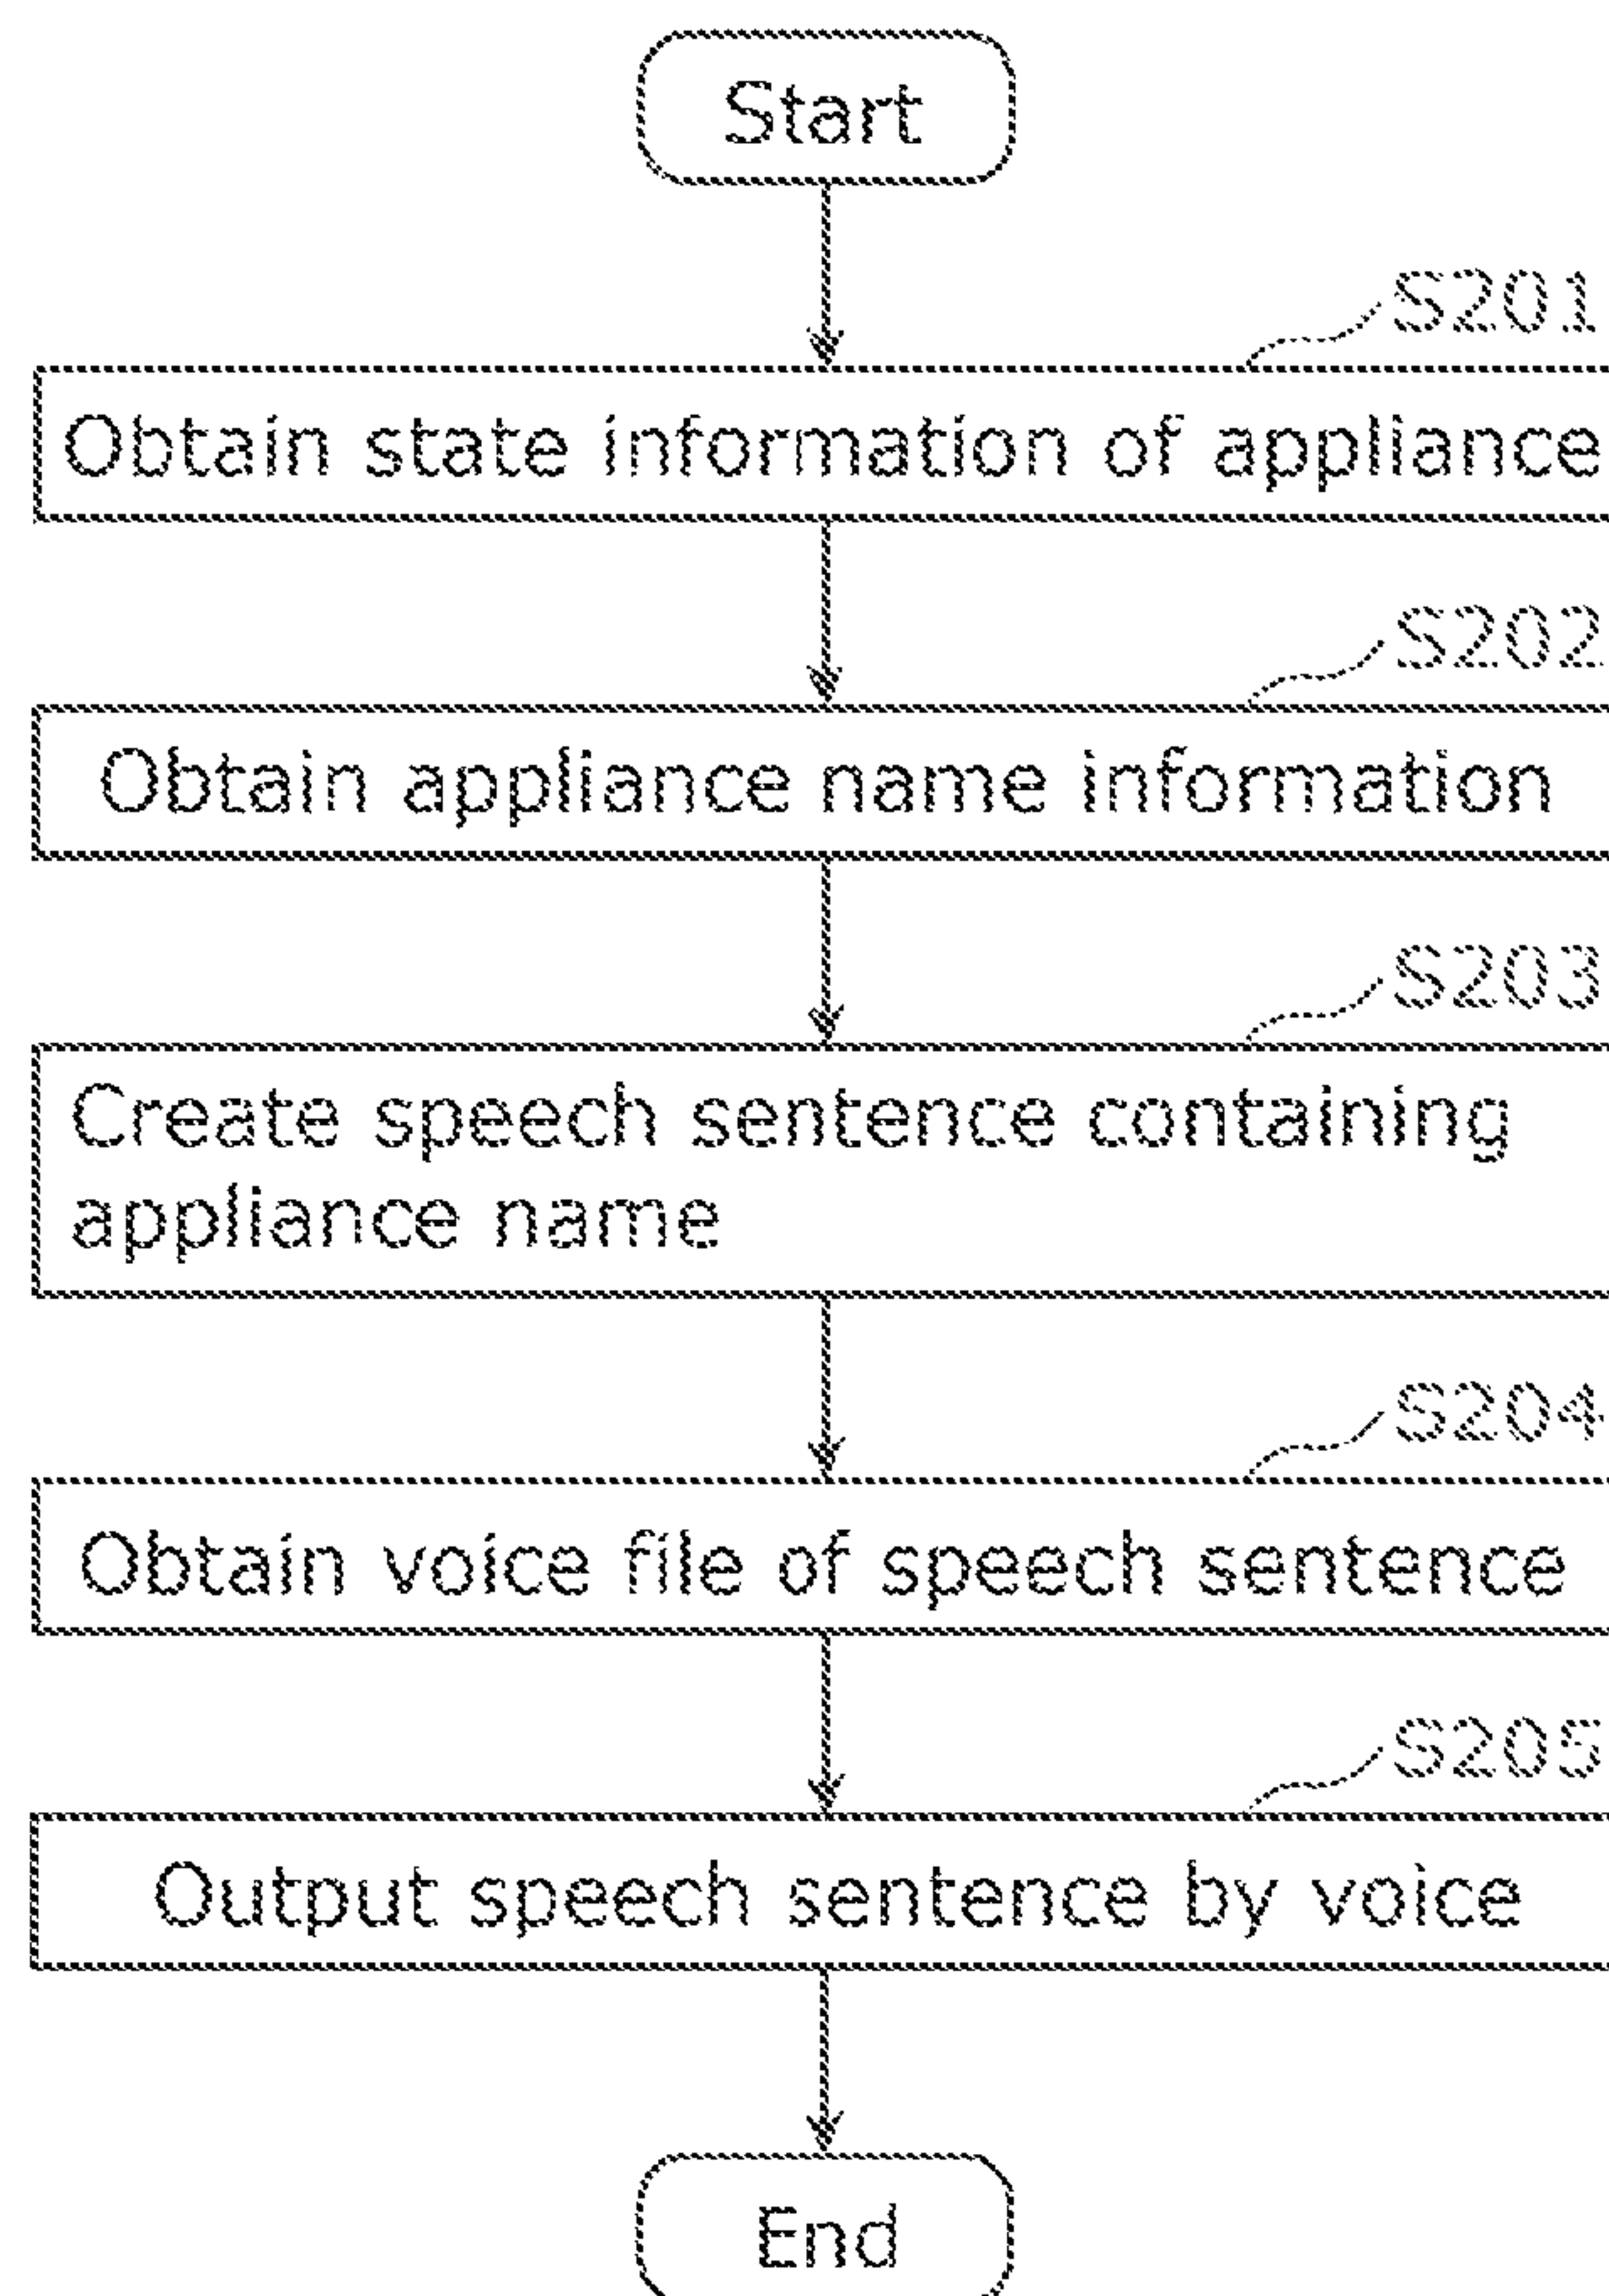 Start
S201
Obtain state information of appliance
S202
Obtain appliance name information
S203
Create speech sentence containing
appliance name
S204
Obtain voice file of speech sentence
S205
Output speech sentence by voice
End